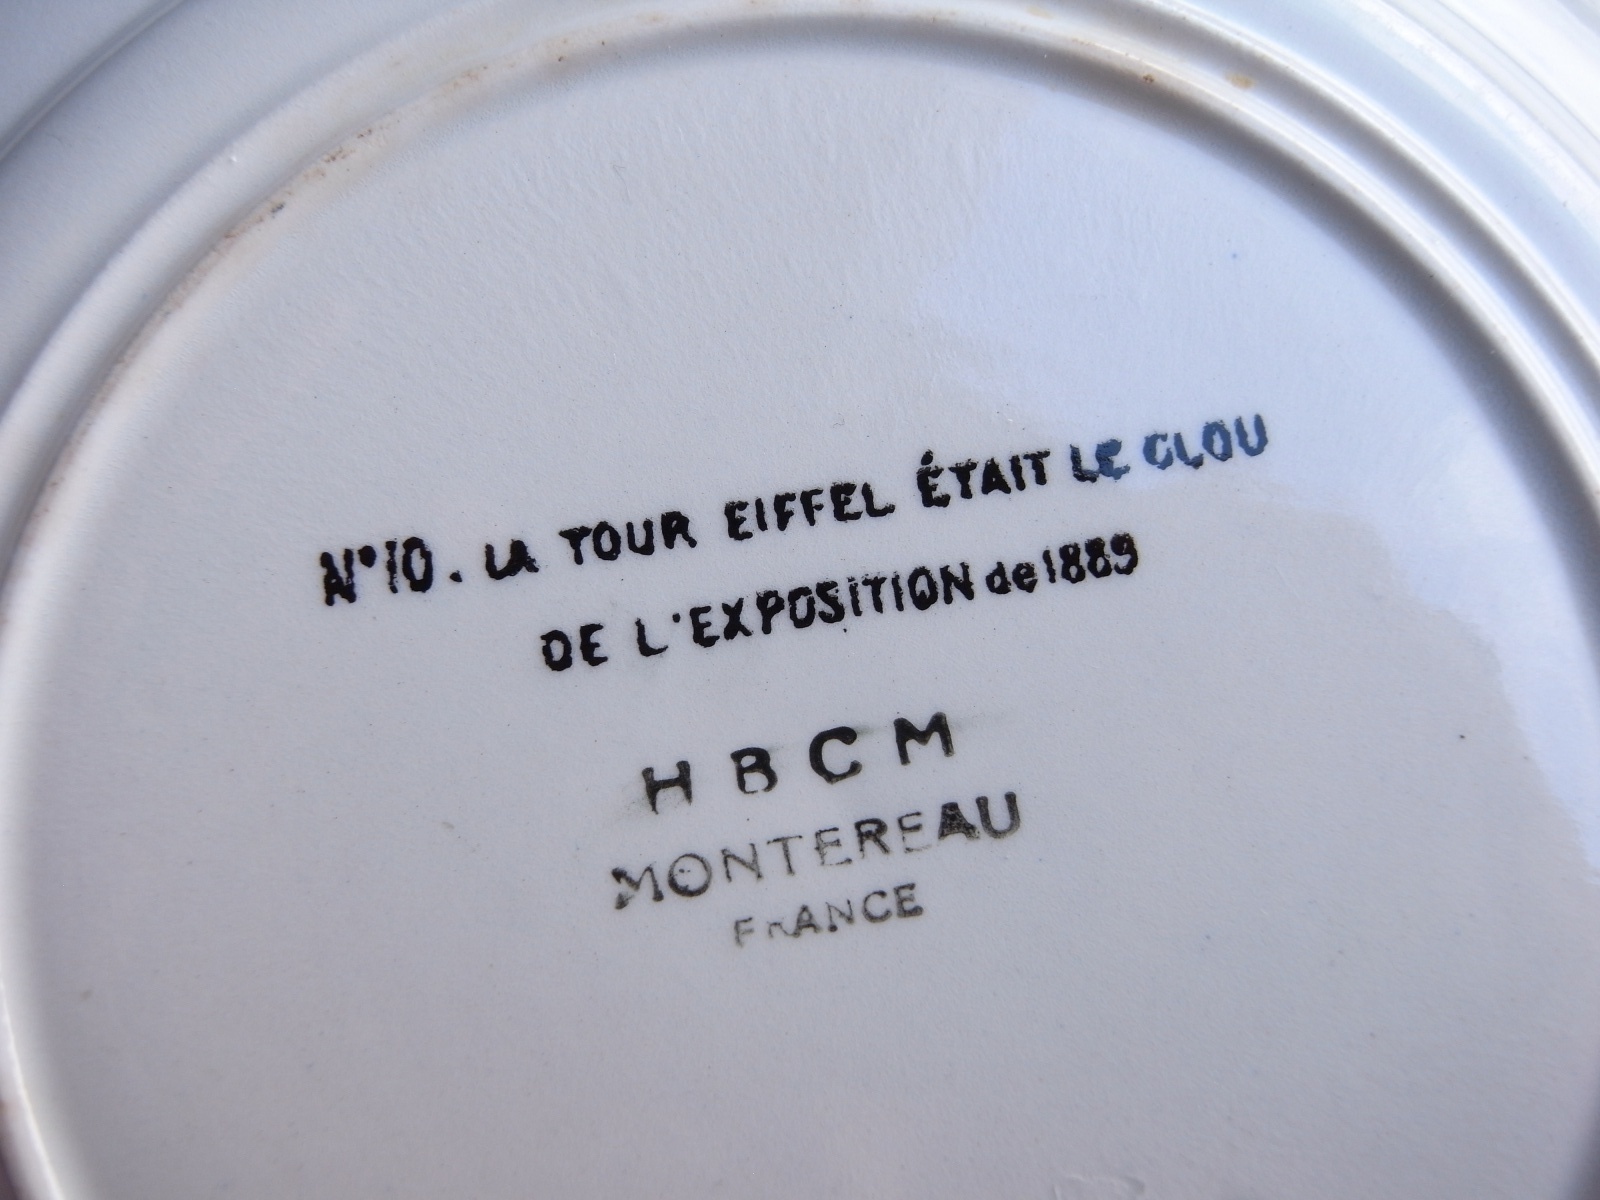 N°10. LA TOUR EIFFEL ÉTAIT LE CLOU
DE L'EXPOSITION de 1889
H B C M
MONTEREAU
FRANCE